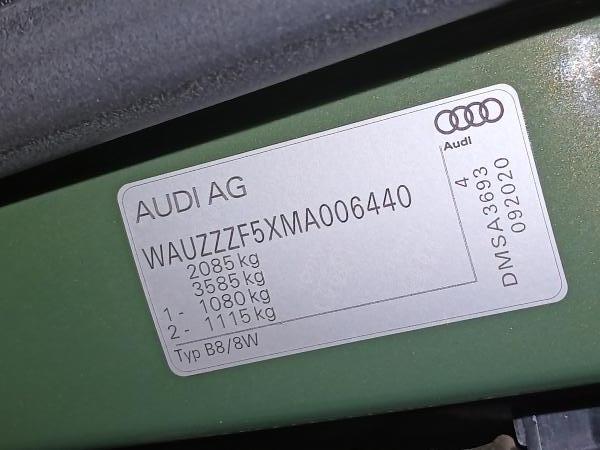 Audi
AUDI AG
WAUZZZF5XMA006440
2085 kg
3585 kg
1 - 1080 kg
2 - 1115 kg
Typ B8/8W
4
DMSA3693
092020